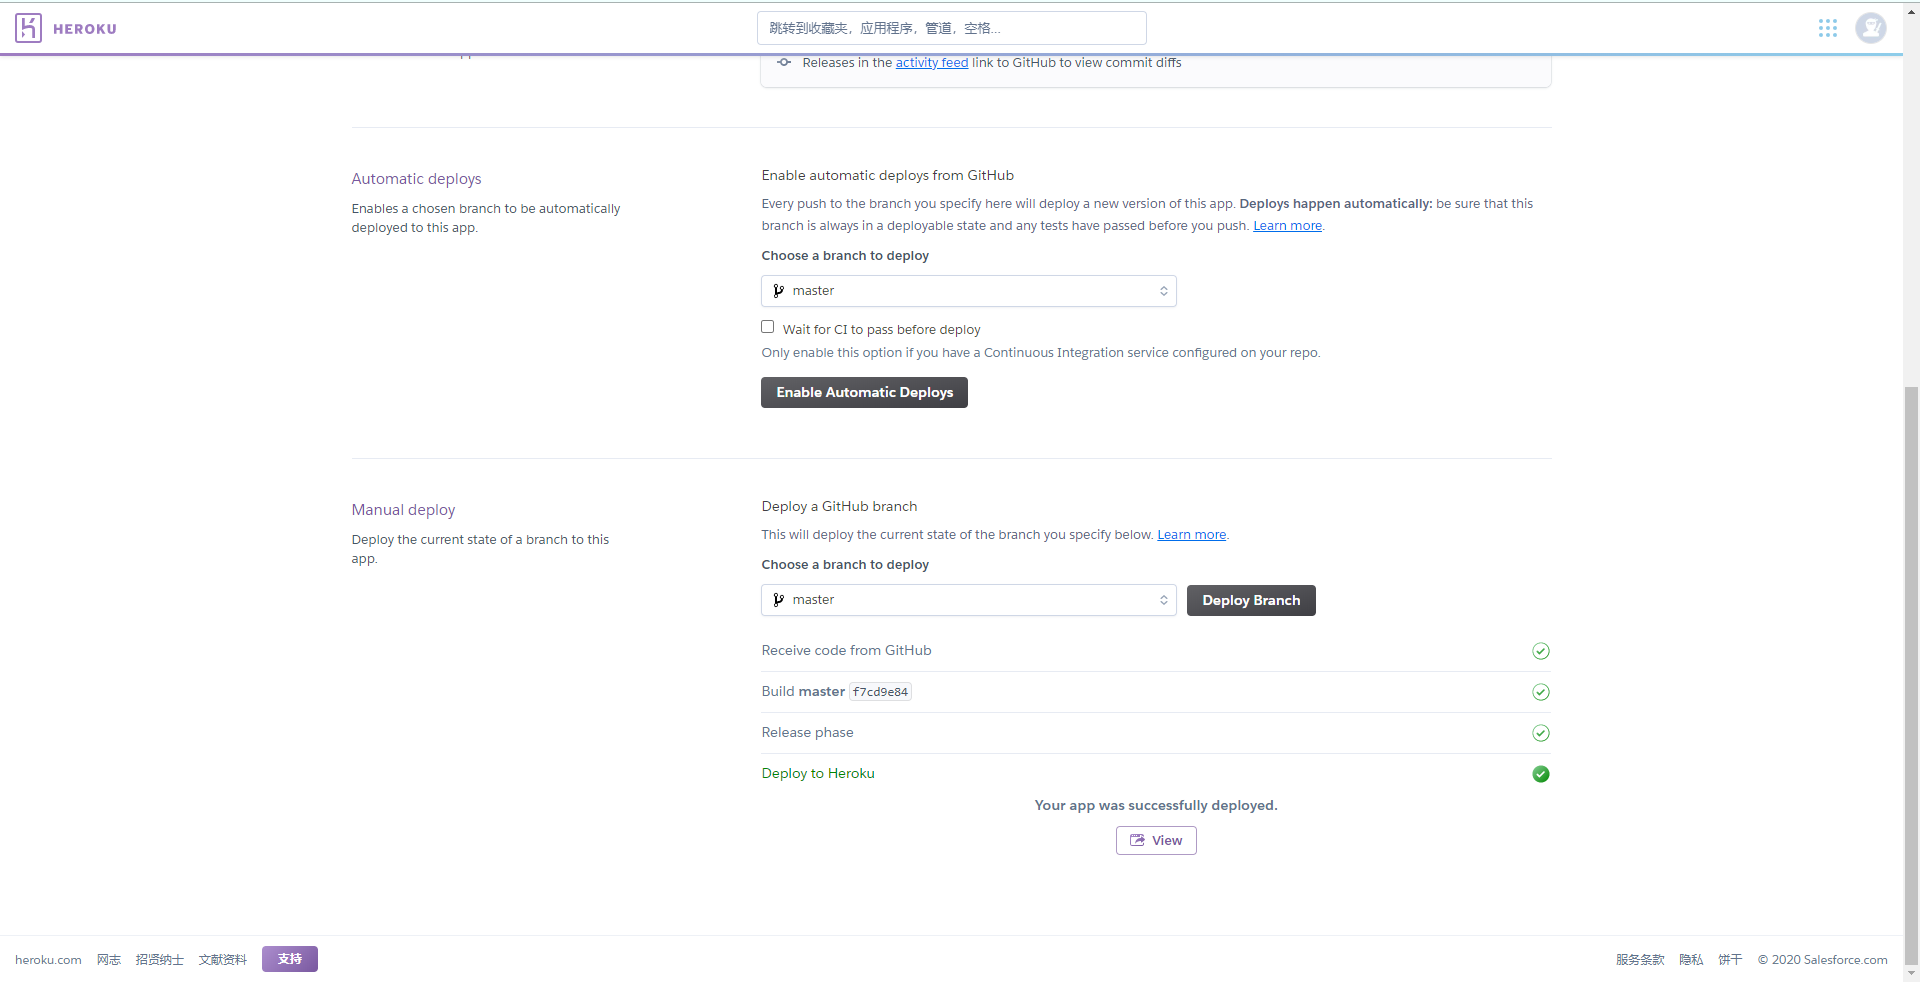 HEROKU
跳转到收藏夹，应用程序，管道，空格...
Releases in the activity feed link to GitHub to view commit diffs
Automatic deploys
Enables a chosen branch to be automatically
deployed to this app.
Enable automatic deploys from GitHub
Every push to the branch you specify here will deploy a new version of this app. Deploys happen automatically: be sure that this
branch is always in a deployable state and any tests have passed before you push. Learn more.
Choose a branch to deploy
master
Wait for CI to pass before deploy
Only enable this option if you have a Continuous Integration service configured on your repo.
Enable Automatic Deploys
Manual deploy
Deploy the current state of a branch to this
app.
Deploy a GitHub branch
This will deploy the current state of the branch you specify below. Learn more.
Choose a branch to deploy
master
Deploy Branch
Receive code from GitHub
Build master f7cd9e84
Release phase
Deploy to Heroku
Your app was successfully deployed.
View
heroku.com 网志 招贤纳士 文献资料 支持
服务条款 隐私 饼干 © 2020 Salesforce.com